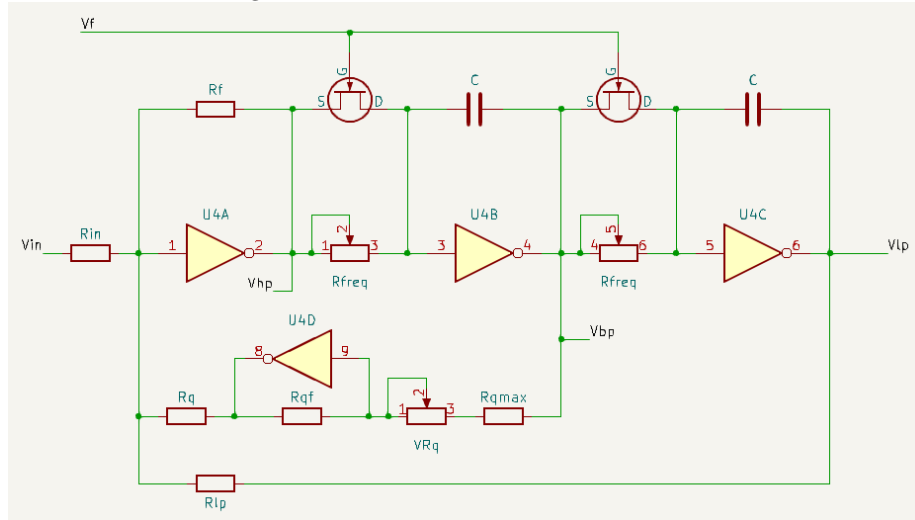 Vf
G
G
C
C
Rf
S
D
S
D
U4A
U4B
U4C
Vin
Rin
1
2
1
2
3
3
4
4
5
6
5
6
Vlp
Vhp
Rfreq
Rfreq
U4D
Vbp
8
9
Rq
Rqf
1
2
3
Rqmax
VRq
Rlp